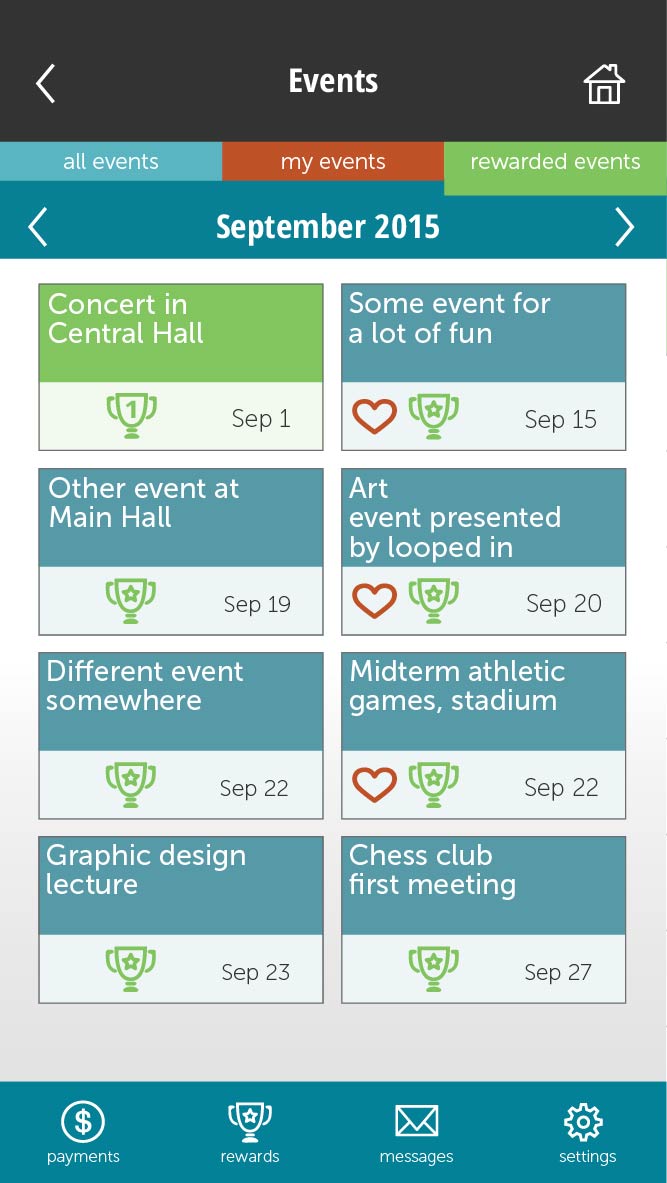 Events
all events
my events
rewarded events
September 2015
Concert in
Central Hall
1
Sep 1
Some event for
a lot of fun
Sep 15
Other event at
Main Hall
Sep 19
Art
event presented
by looped in
Sep 20
Different event
somewhere
Sep 22
Midterm athletic
games, stadium
Sep 22
Graphic design
lecture
Sep 23
Chess club
first meeting
Sep 27
$
payments
rewards
messages
settings